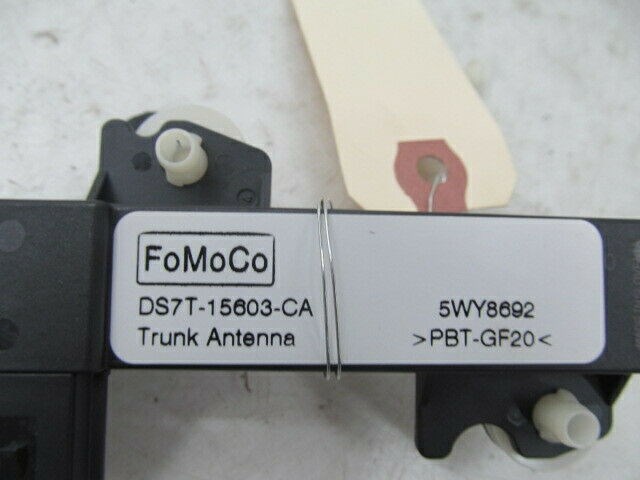 FoMoCo
DS7T-15603-CA
Trunk Antenna
5WY8692
>PBT-GF20<